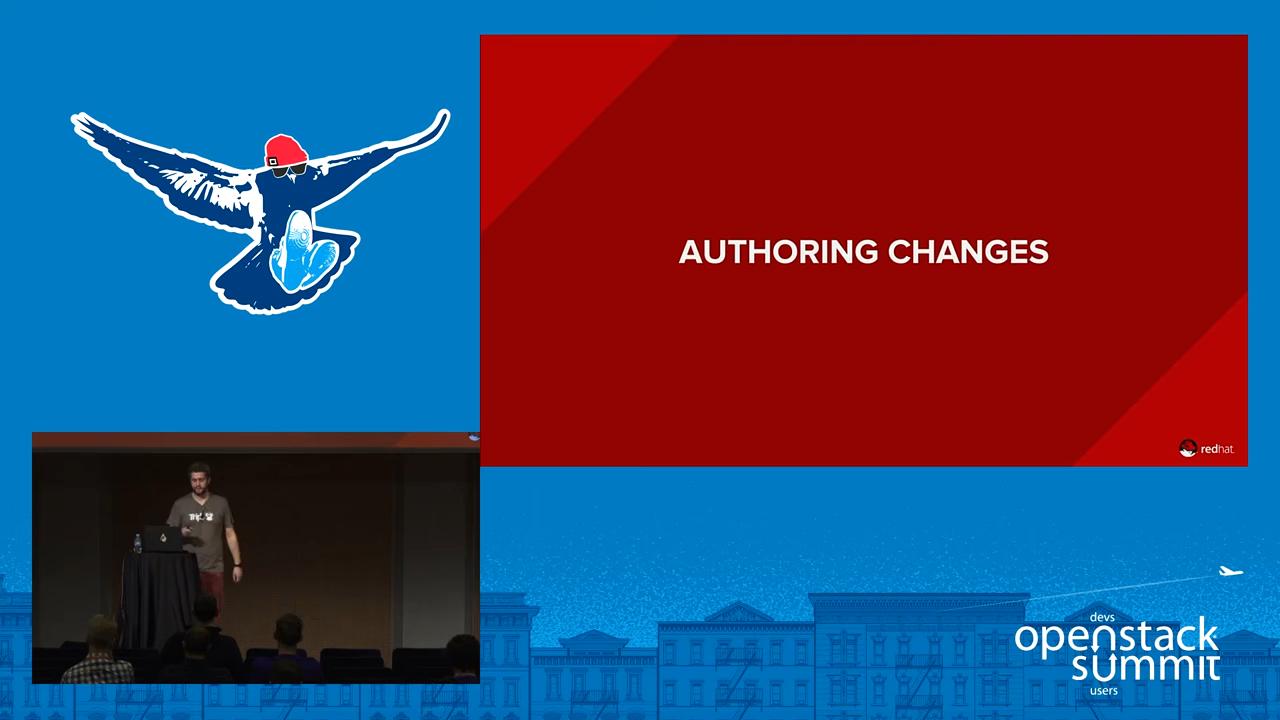 AUTHORING CHANGES
redhat.
devs
openstack
summit
users